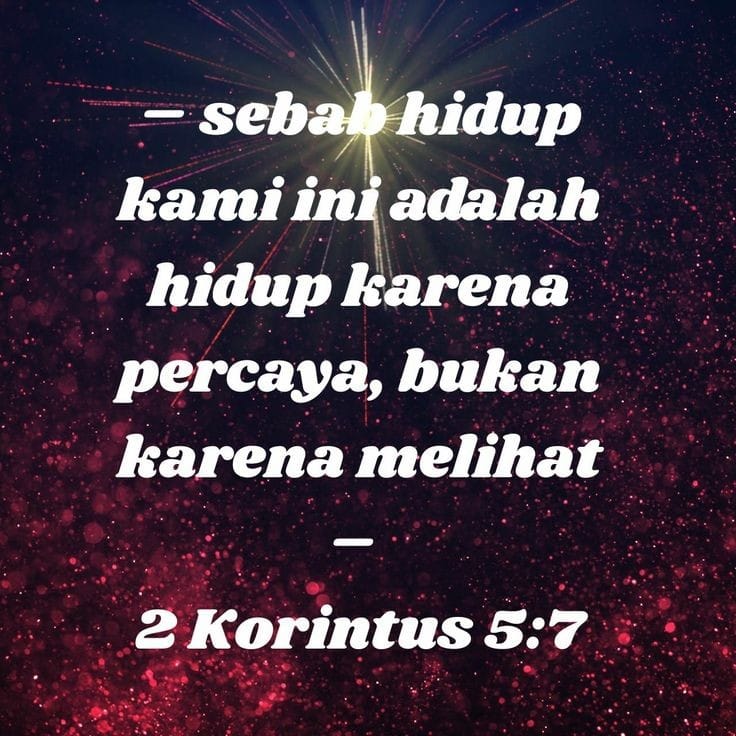 — sebab hidup
kami ini adalah
hidup karena
percaya, bukan
karena melihat
—
2 Korintus 5:7